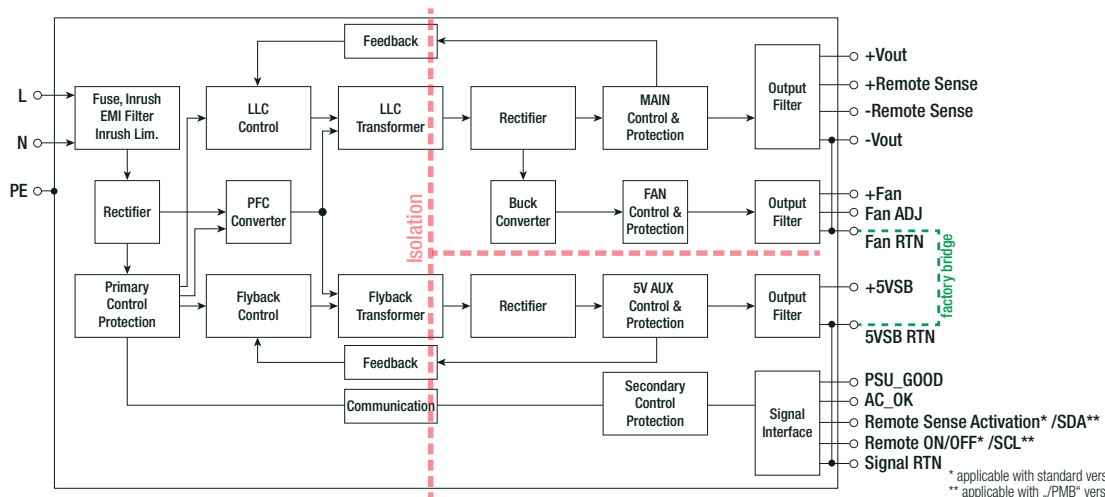 Feedback
L
N
PE
Fuse, Inrush
EMI Filter
Inrush Lim.
LLC
Control
LLC
Transformer
Rectifier
MAIN
Control &
Protection
Output
Filter
+Vout
+Remote Sense
-Remote Sense
-Vout
Rectifier
PFC
Converter
Isolation
Buck
Converter
FAN
Control &
Protection
Output
Filter
+Fan
Fan ADJ
Fan RTN
factory bridge
Primary
Control
Protection
Flyback
Control
Flyback
Transformer
Rectifier
5V AUX
Control &
Protection
Output
Filter
+5VSB
5VSB RTN
Feedback
Communication
Secondary
Control
Protection
Signal
Interface
PSU_GOOD
AC_OK
Remote Sense Activation* /SDA**
Remote ON/OFF* /SCL**
Signal RTN
* applicable with standard vers
** applicable with „/PMB“ vers